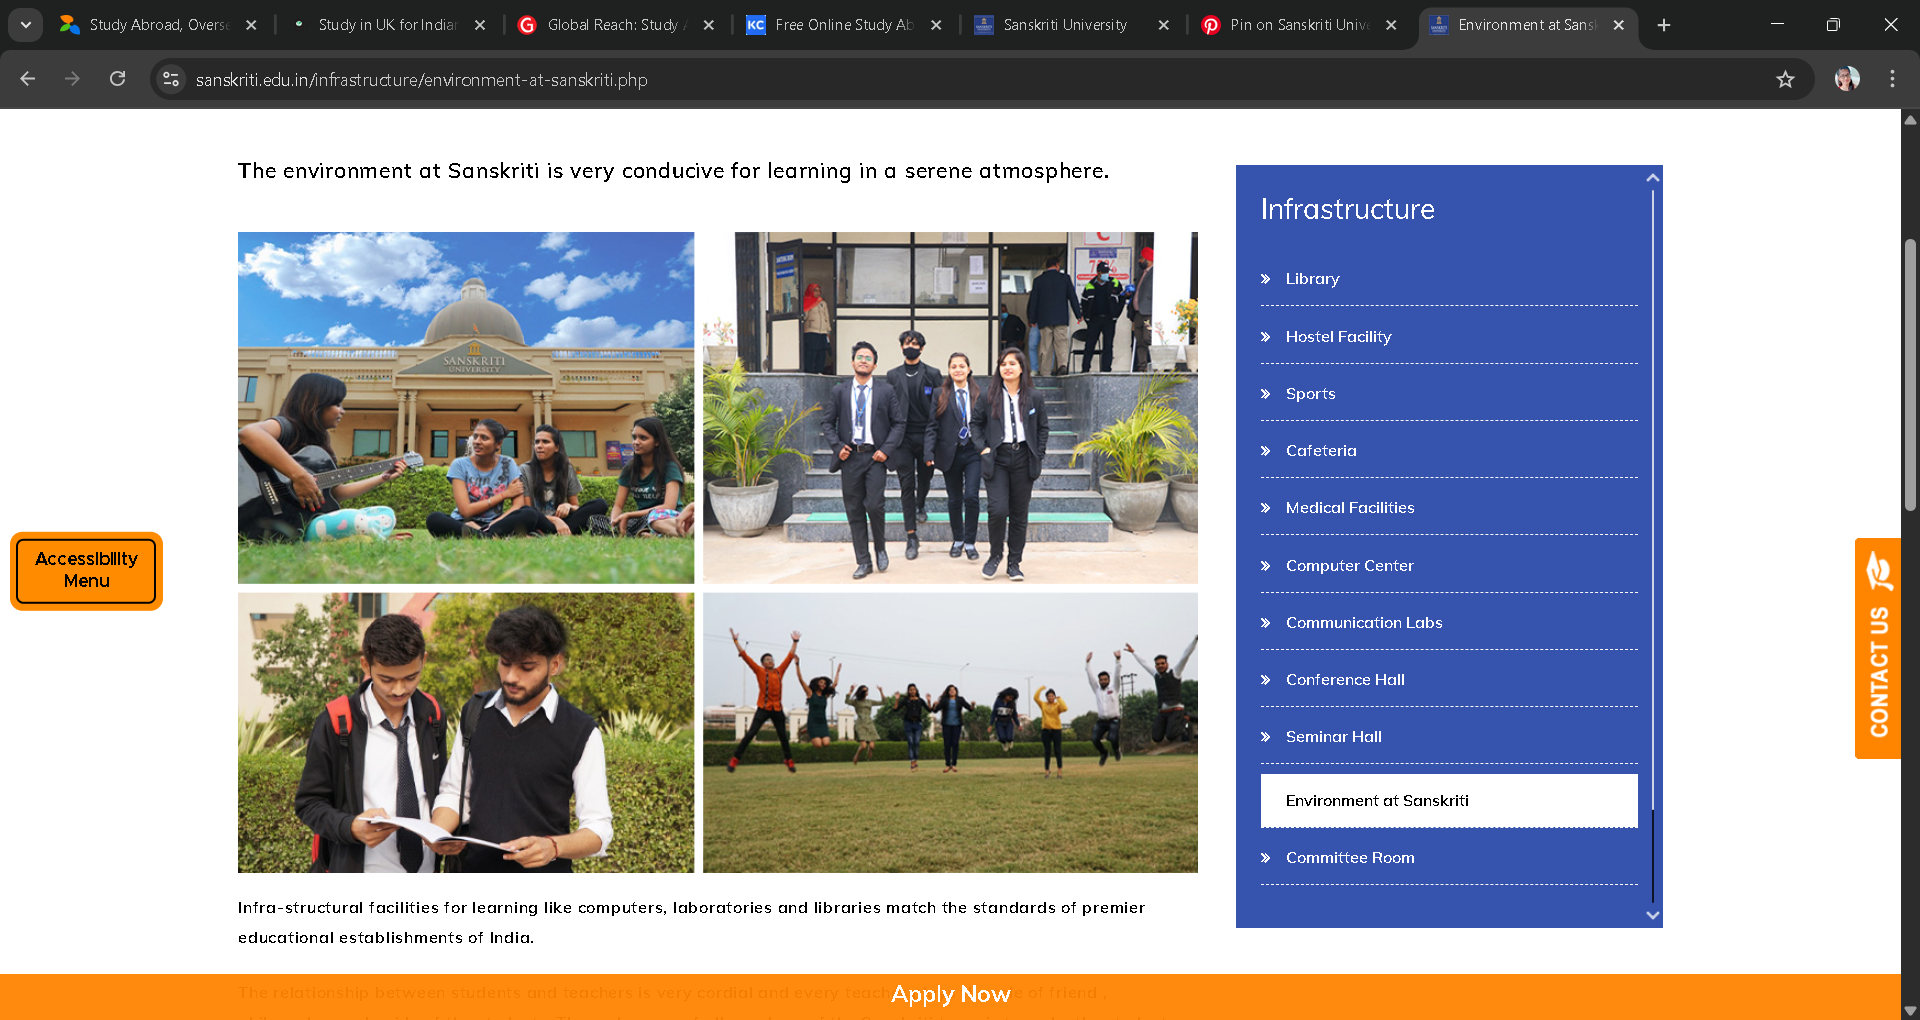 Study Abroad, Overse
Study in UK for Indian
Global Reach: Study A
Free Online Study Ab
Sanskriti University
Pin on Sanskriti Unive
Environment at Sansk
sanskriti.edu.in/infrastructure/environment-at-sanskriti.php
The environment at Sanskriti is very conducive for learning in a serene atmosphere.
SANSKRITI
UNIVERSITY
C
Infrastructure
Library
Hostel Facility
Sports
Cafeteria
Medical Facilities
Computer Center
Communication Labs
Conference Hall
Seminar Hall
Environment at Sanskriti
Committee Room
Accessibility
Menu
CONTACT US
Infra-structural facilities for learning like computers, laboratories and libraries match the standards of premier
educational establishments of India.
The relationship between students and teachers is very cordial and every teach
e of friend ,
Apply Now